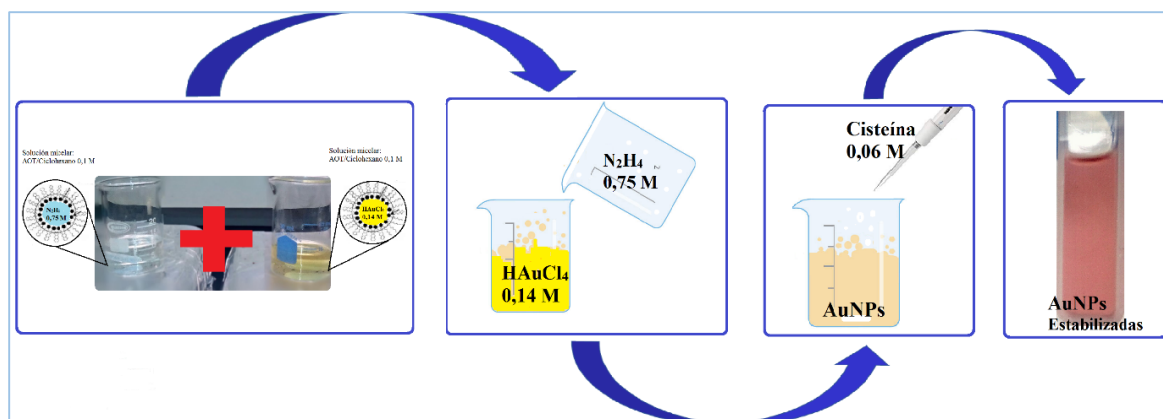 Solución micelar:
AOT/Ciclohexano 0,1 M
N₂H₄
0,75 M
Solución micelar:
AOT/Ciclohexano 0,1 M
HAuCl₄
0,14 M
N₂H₄
0,75 M
HAuCl₄
0,14 M
Cisteína
0,06 M
AuNPs
AuNPs
Estabilizadas